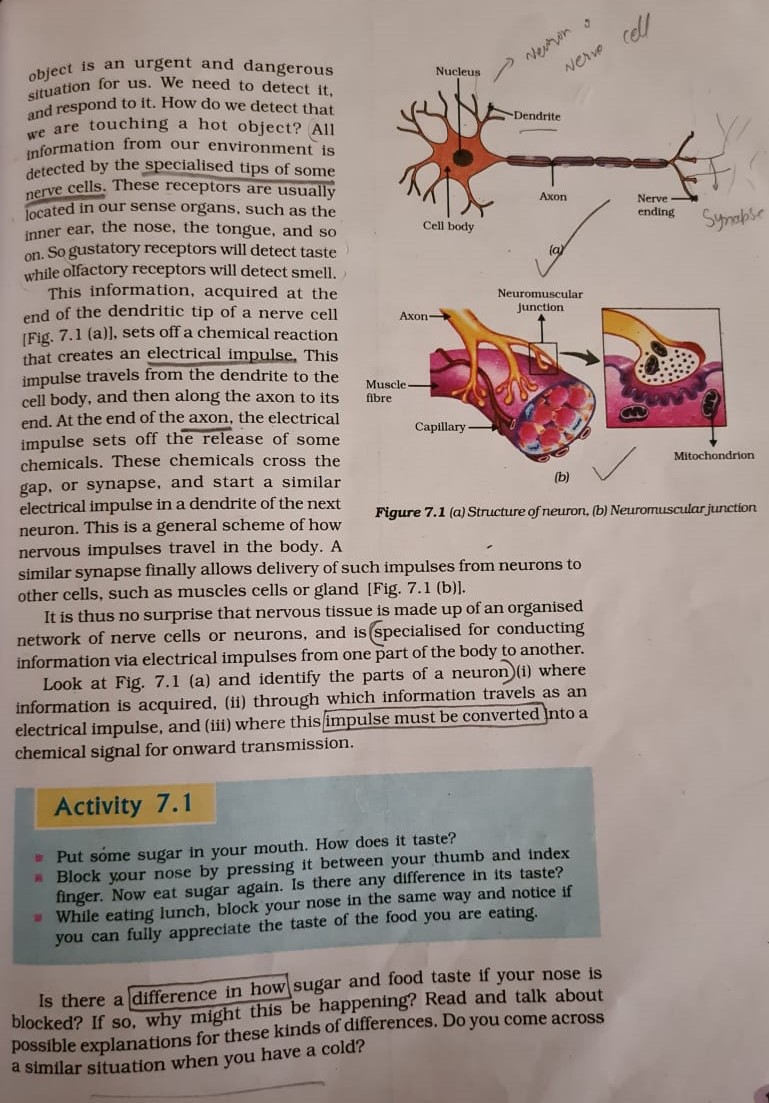 object is an urgent and dangerous
situation for us. We need to detect it,
and respond to it. How do we detect that
we are touching a hot object? All
information from our environment is
detected by the specialised tips of some
nerve cells. These receptors are usually
located in our sense organs, such as the
inner ear, the nose, the tongue, and so
on. So gustatory receptors will detect taste
while olfactory receptors will detect smell.
This information, acquired at the
end of the dendritic tip of a nerve cell
[Fig. 7.1 (a)], sets off a chemical reaction
that creates an electrical impulse. This
impulse travels from the dendrite to the
cell body, and then along the axon to its
end. At the end of the axon, the electrical
impulse sets off the release of some
chemicals. These chemicals cross the
gap, or synapse, and start a similar
electrical impulse in a dendrite of the next
neuron. This is a general scheme of how
nervous impulses travel in the body. A
similar synapse finally allows delivery of such impulses from neurons to
other cells, such as muscles cells or gland [Fig. 7.1 (b)].
Neuron
nerve cell
Nucleus
Dendrite
Axon
Nerve
ending
Synapse
Cell body
(a)
Neuromuscular
junction
Axon
Muscle
fibre
Capillary
Mitochondrion
(b)
Figure 7.1 (a) Structure of neuron, (b) Neuromuscular junction
It is thus no surprise that nervous tissue is made up of an organised
network of nerve cells or neurons, and is specialised for conducting
information via electrical impulses from one part of the body to another.
Look at Fig. 7.1 (a) and identify the parts of a neuron (i) where
information is acquired, (ii) through which information travels as an
electrical impulse, and (iii) where this impulse must be converted into a
chemical signal for onward transmission.
Activity 7.1
Put some sugar in your mouth. How does it taste?
Block your nose by pressing it between your thumb and index
finger. Now eat sugar again. Is there any difference in its taste?
While eating lunch, block your nose in the same way and notice if
you can fully appreciate the taste of the food you are eating.
Is there a difference in how sugar and food taste if your nose is
blocked? If so, why might this be happening? Read and talk about
possible explanations for these kinds of differences. Do you come across
a similar situation when you have a cold?